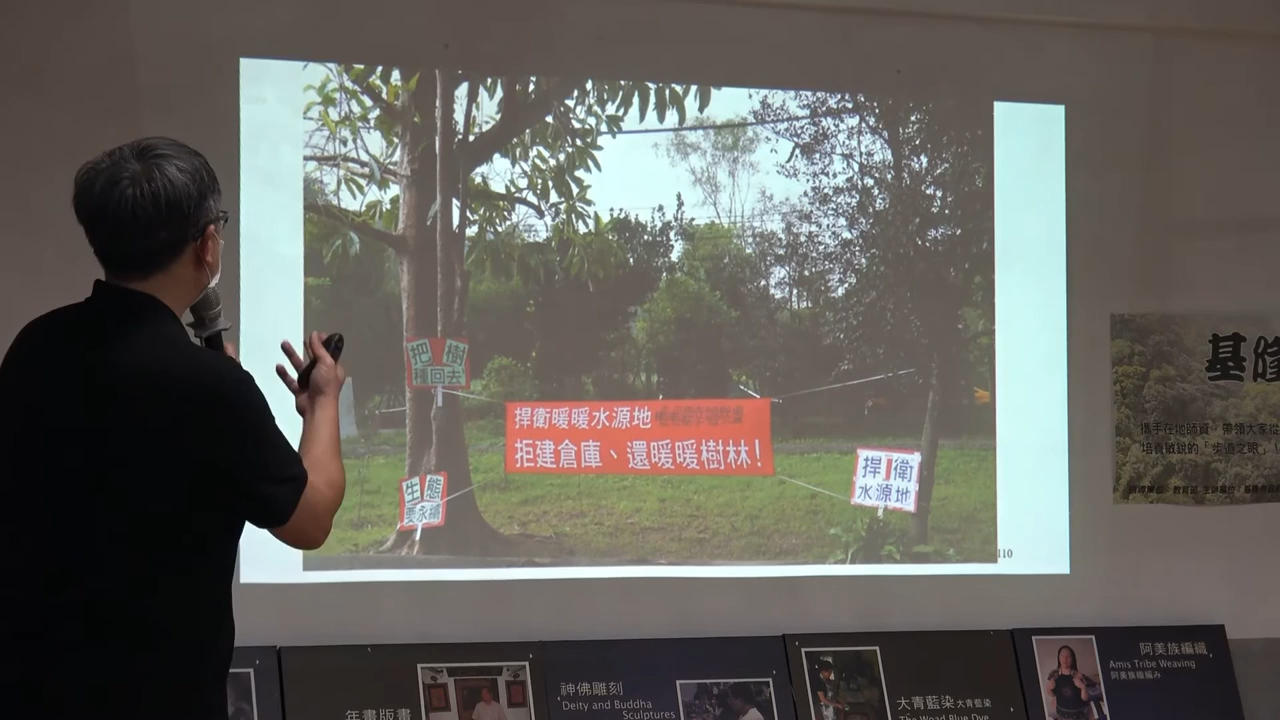 把樹
種回去
捍衛暖暖水源地
拒建倉庫、還暖暖樹林!
生態
要永續
捍衛
水源地
110
基隆
攜手在地師資，帶領大家從
培養敏銳的「步道之眼」
年畫版畫
神佛雕刻
Deity and Buddha
Sculptures
大青藍染 大青藍染
The Woad Blue Dye
阿美族編織
Amis Tribe Weaving
阿美族編織み